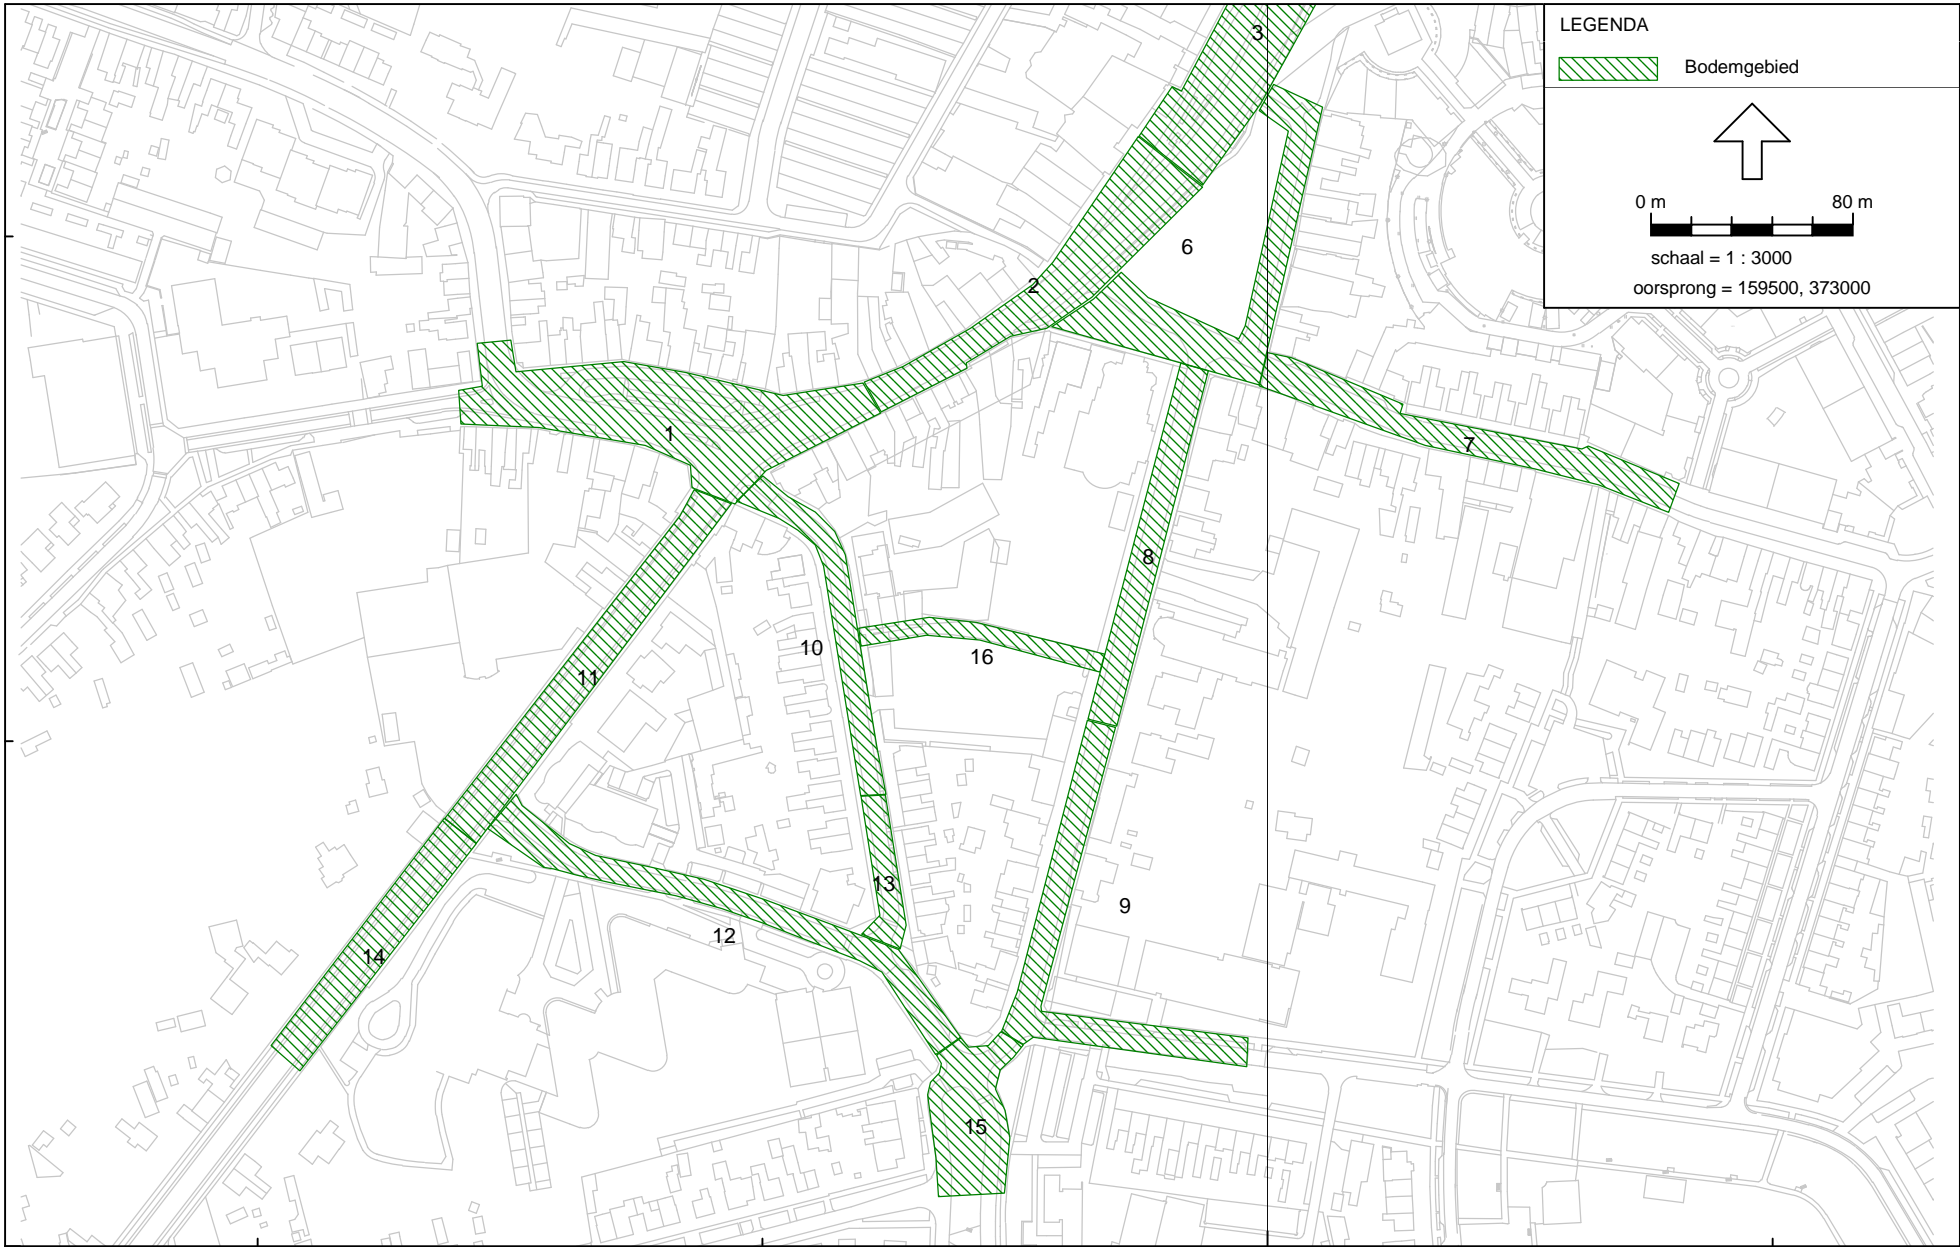 LEGENDA
Bodemgebied
0 m 80 m
schaal = 1 : 3000
oorsprong = 159500, 373000
3
6
2
1
7
8
10
16
11
13
9
12
14
15